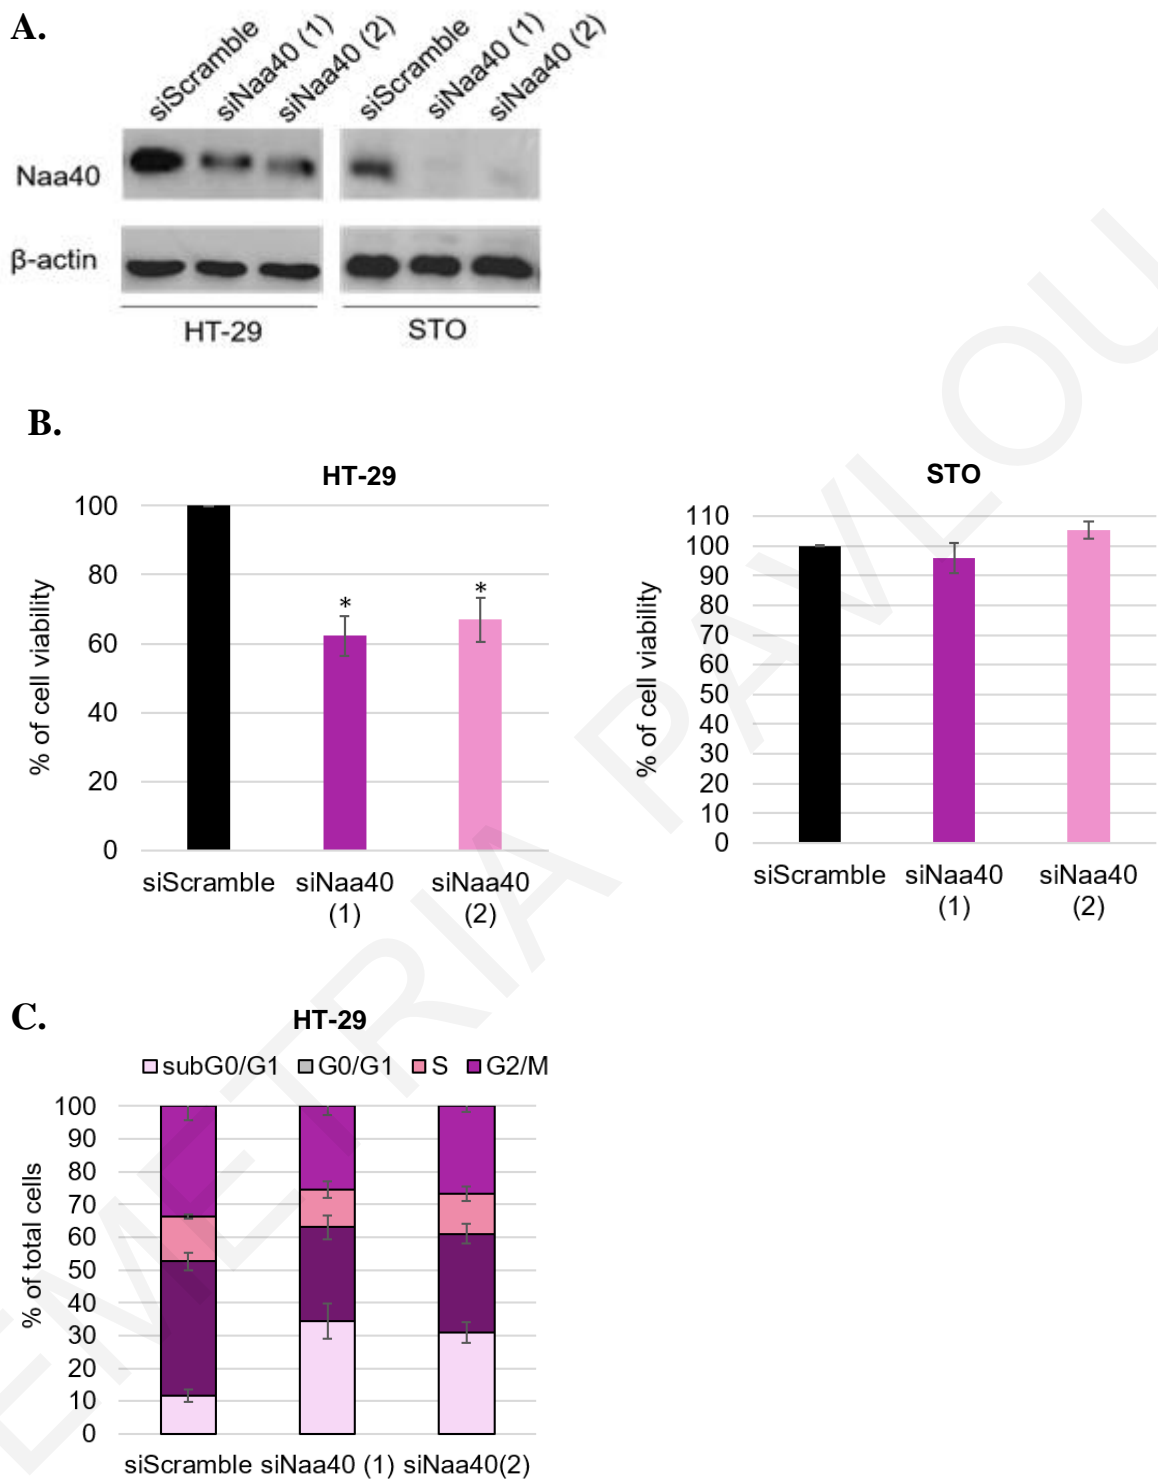 A.
siScramble
siNaa40 (1)
siNaa40 (2)
siScramble
siNaa40 (1)
siNaa40 (2)
Naa40
β-actin
HT-29
STO
B.
HT-29
% of cell viability
100
80
60
40
20
0
*
*
siScramble
siNaa40
(1)
siNaa40
(2)
STO
% of cell viability
110
100
90
80
70
60
50
40
30
20
10
0
siScramble
siNaa40
(1)
siNaa40
(2)
C.
HT-29
subG0/G1 G0/G1 S G2/M
% of total cells
100
90
80
70
60
50
40
30
20
10
0
siScramble siNaa40 (1) siNaa40(2)
EMETRIA PAVLOU